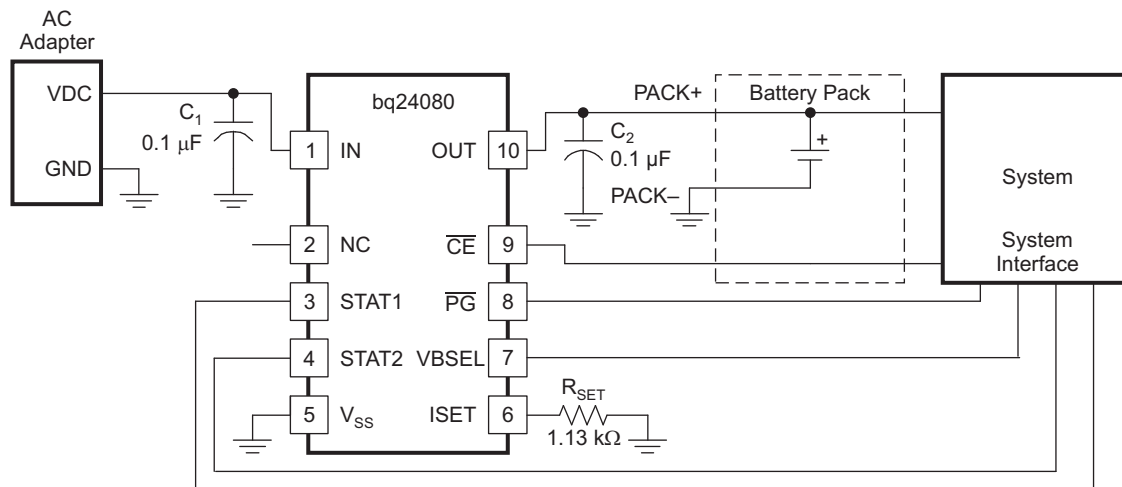 AC
Adapter
VDC
GND
C1
0.1 μF
bq24080
1 IN
2 NC
3 STAT1
4 STAT2
5 VSS
OUT 10
C̅E̅ 9
P̅G̅ 8
VBSEL 7
ISET 6
PACK+
C2
0.1 μF
PACK–
Battery Pack
+
RSET
1.13 kΩ
System
System
Interface